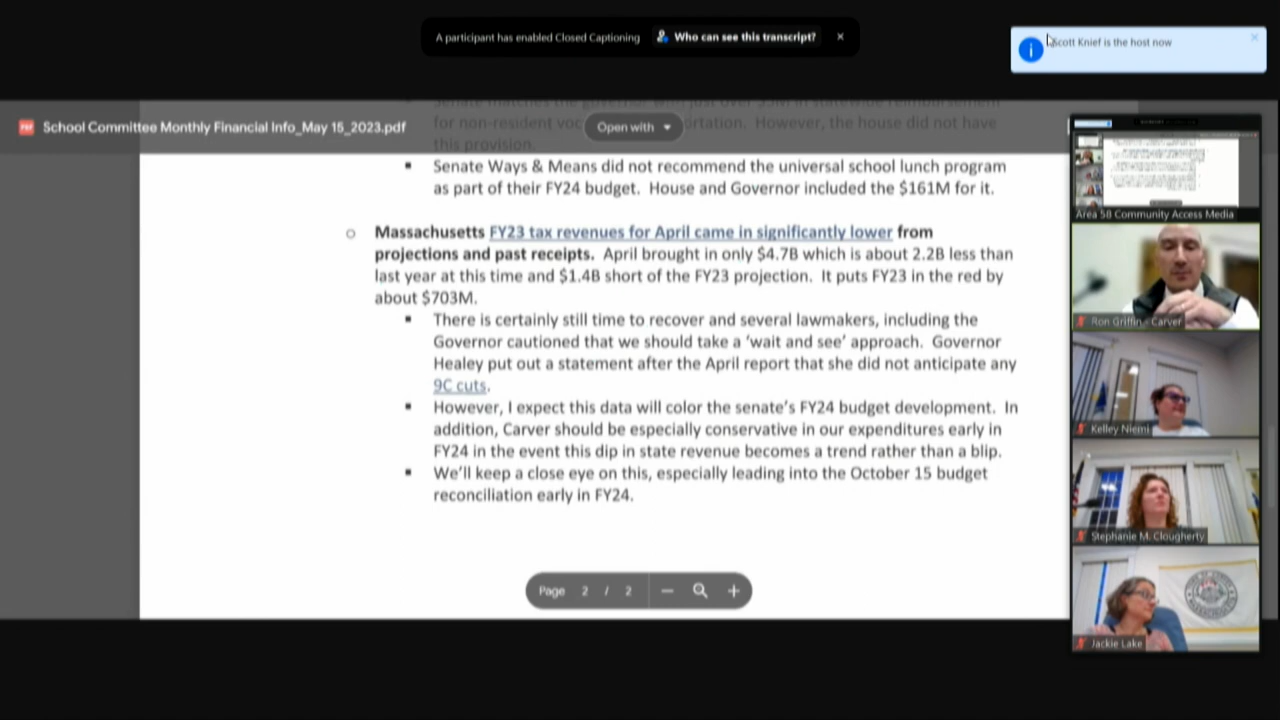 A participant has enabled Closed Captioning Who can see this transcript?
Scott Knief is the host now
School Committee Monthly Financial Info_May 15_2023.pdf
Open with
for non-resident
However, the house did not have
this provision.
▪ Senate Ways & Means did not recommend the universal school lunch program
as part of their FY24 budget. House and Governor included the $161M for it.
○ Massachusetts FY23 tax revenues for April came in significantly lower from
projections and past receipts. April brought in only $4.7B which is about 2.2B less than
last year at this time and $1.4B short of the FY23 projection. It puts FY23 in the red by
about $703M.
▪ There is certainly still time to recover and several lawmakers, including the
Governor cautioned that we should take a ‘wait and see’ approach. Governor
Healey put out a statement after the April report that she did not anticipate any
9C cuts.
▪ However, I expect this data will color the senate’s FY24 budget development. In
addition, Carver should be especially conservative in our expenditures early in
FY24 in the event this dip in state revenue becomes a trend rather than a blip.
▪ We’ll keep a close eye on this, especially leading into the October 15 budget
reconciliation early in FY24.
Page 2 / 2
Area 58 Community Access Media
Ron Griffin - Carver
Kelley Niemi
Stephanie M. Clougherty
Jackie Lake